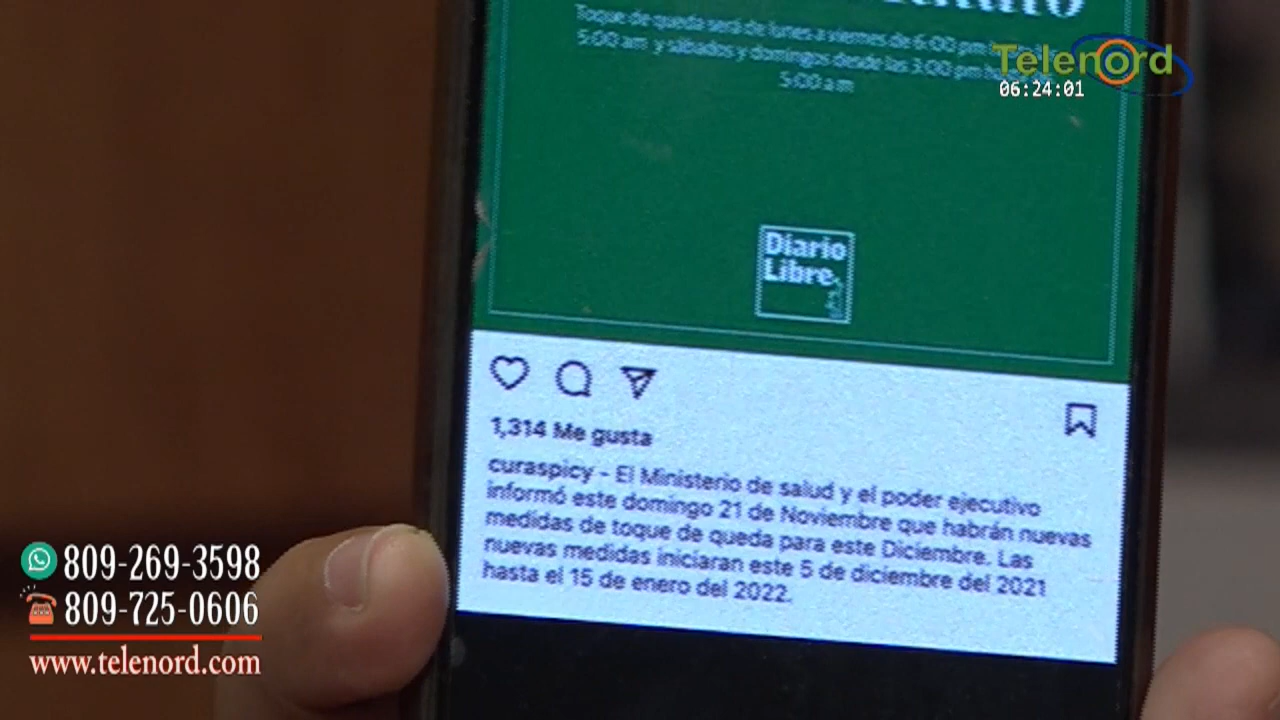 Toque de queda será de lunes a viernes de 6:00 pm
5:00 am y sábados y domingos desde las 3:00 pm
5:00 am
Telenord
06:24:01
Diario
Libre
1,314 Me gusta
curaspicy - El Ministerio de salud y el poder ejecutivo
informó este domingo 21 de Noviembre que habrán nuevas
medidas de toque de queda para este Diciembre. Las
nuevas medidas iniciaran este 5 de diciembre del 2021
hasta el 15 de enero del 2022.
809-269-3598
809-725-0606
www.telenord.com